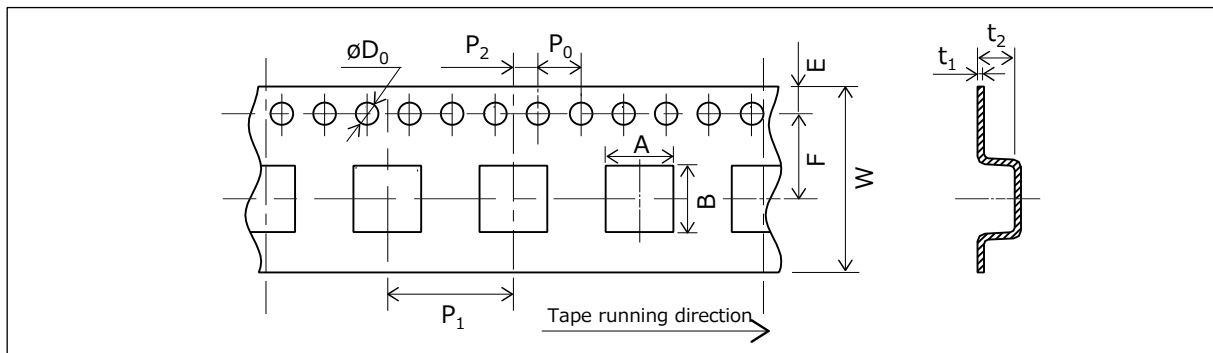 P2
P0
øD0
E
t2
t1
A
F
W
B
P1
Tape running direction